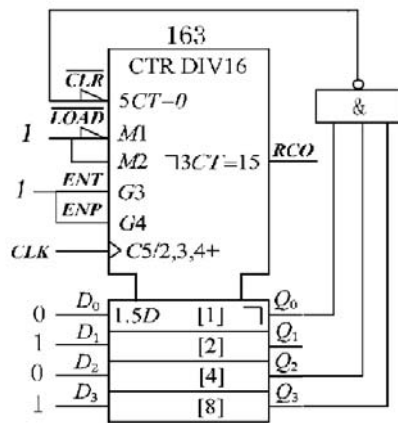 163
CTR DIV16
CLR
5CT-0
&
LOAD
1
M1
M2
⅂3CT=15
RCO
ENT
1
G3
ENP
G4
CLK
C5/2,3,4+
0 D₀ 1.5D [1] ⅂ Q₀
1 D₁ [2] Q₁
0 D₂ [4] Q₂
1 D₃ [8] Q₃